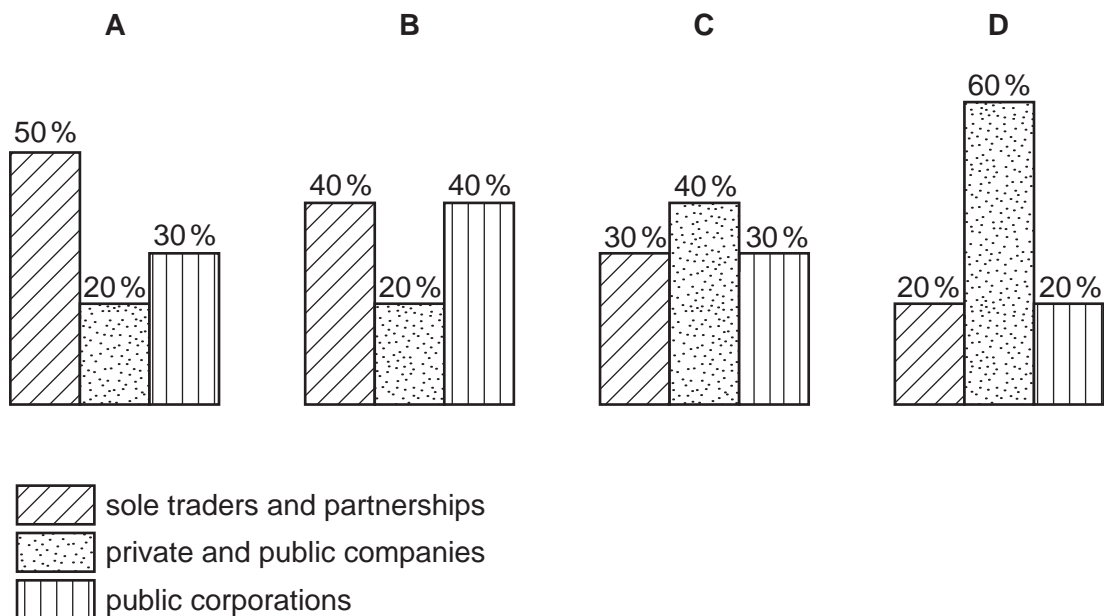 A B C D
60 %
50 %
40 % 40 % 40 %
30 % 30 % 30 %
20 % 20 % 20 % 20 %
sole traders and partnerships
private and public companies
public corporations